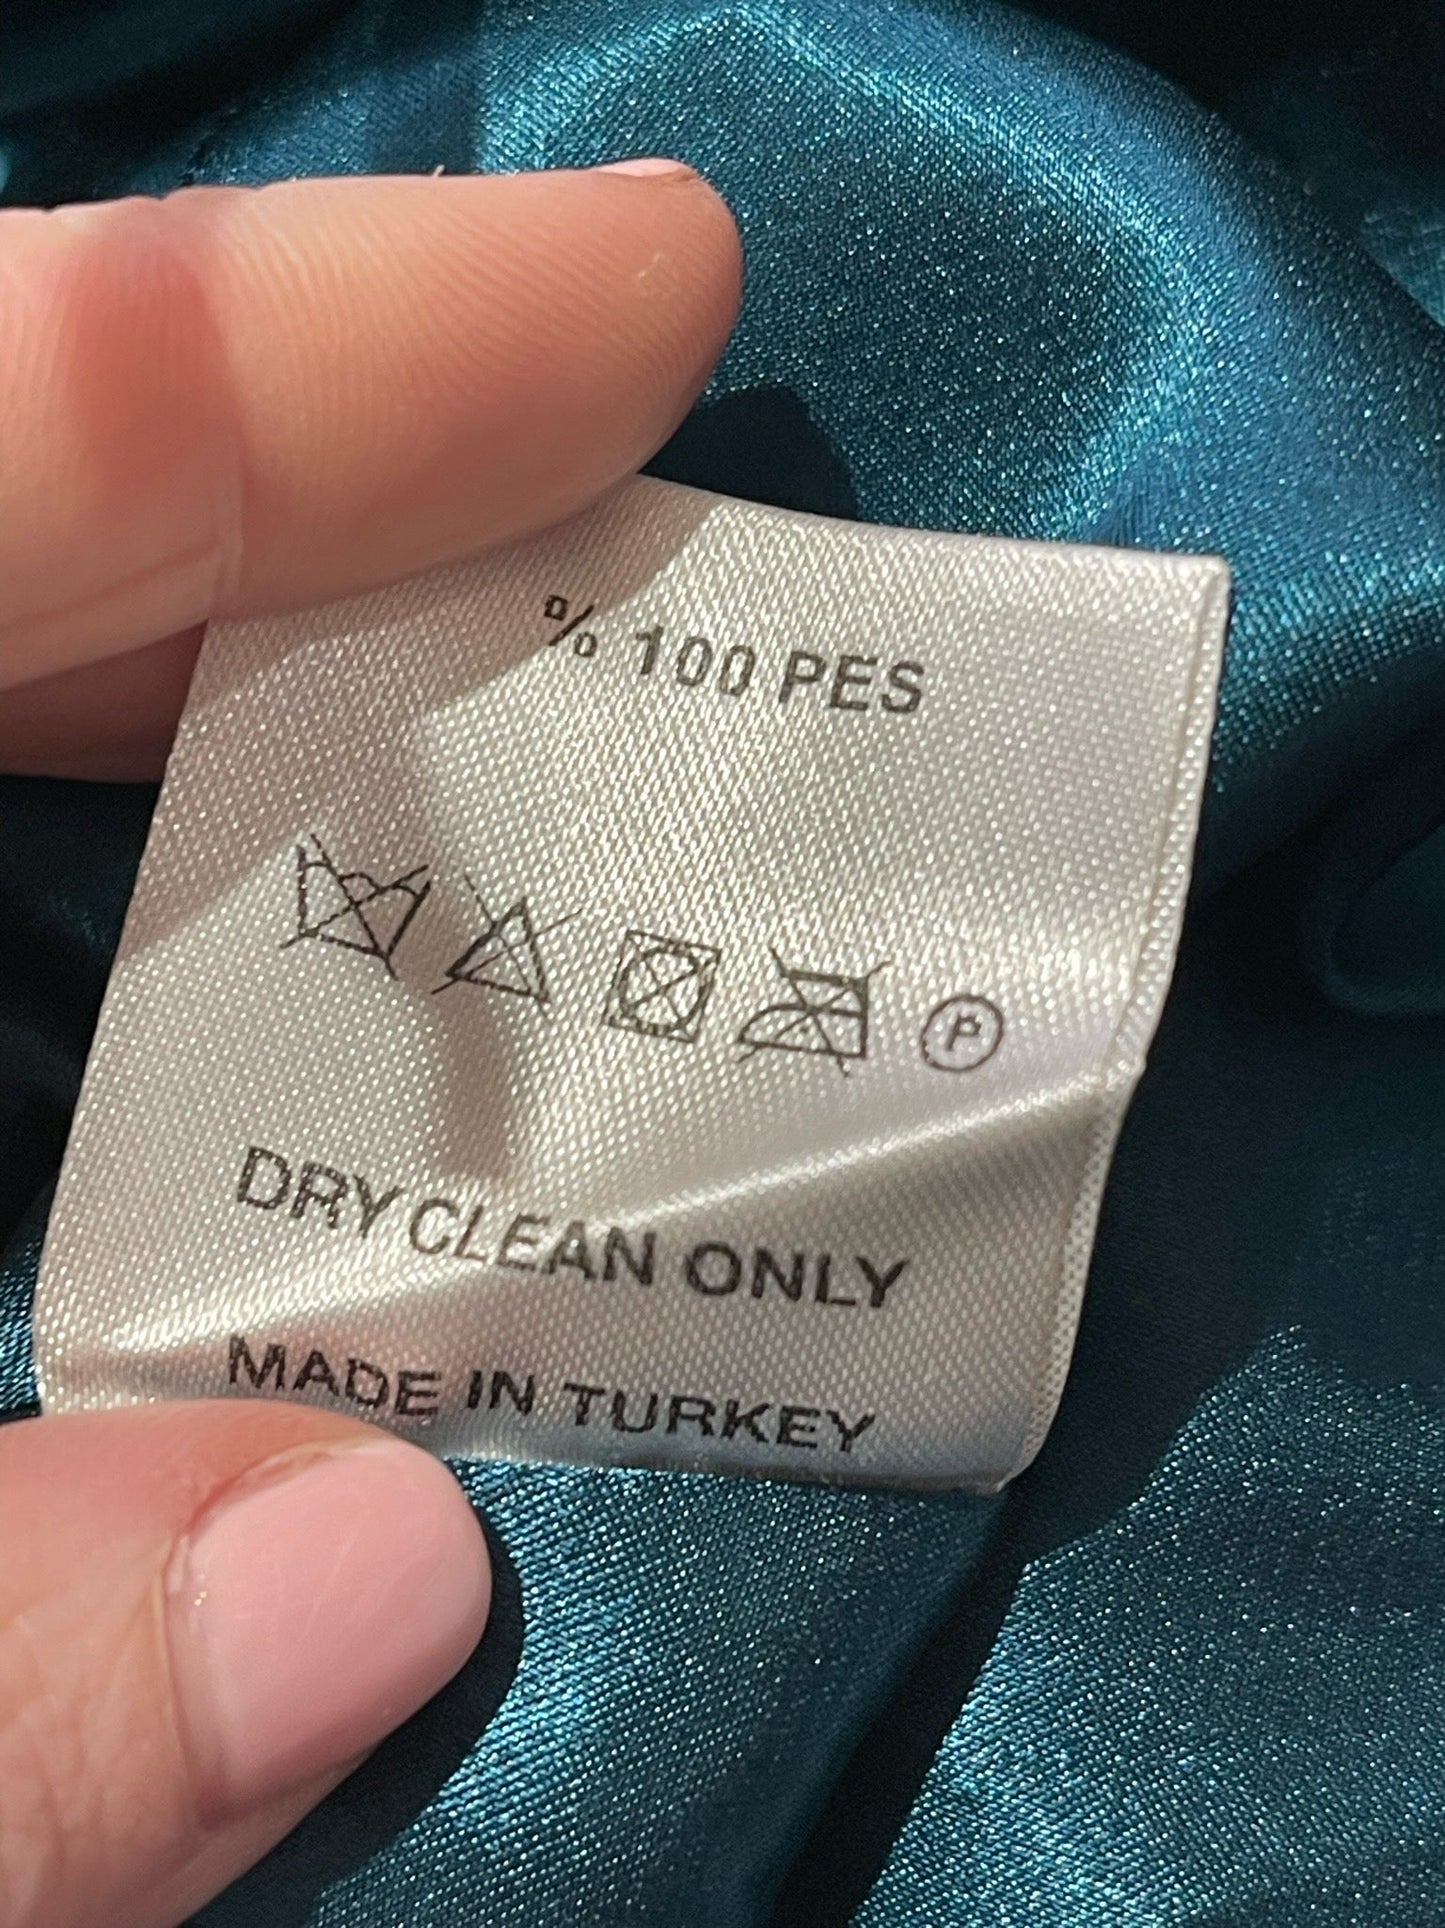 % 100 PES
P
DRY CLEAN ONLY
MADE IN TURKEY